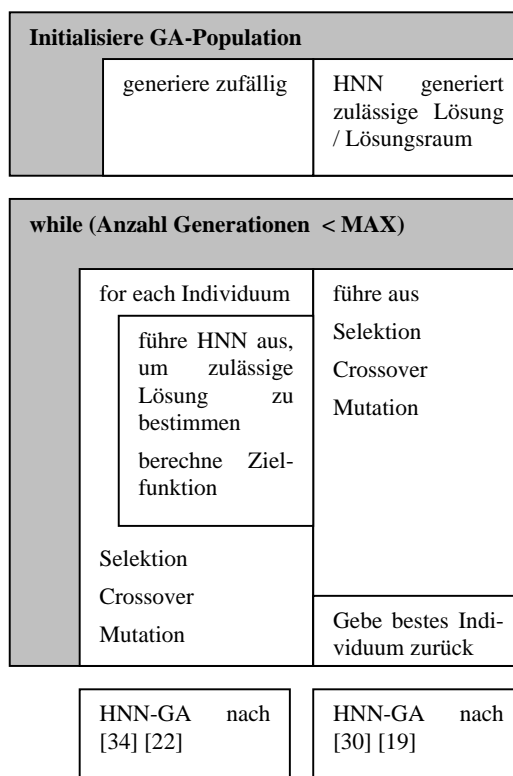 Initialisiere GA-Population
generiere zufällig
HNN generiert
zulässige Lösung
/ Lösungsraum
while (Anzahl Generationen < MAX)
for each Individuum
führe HNN aus,
um zulässige
Lösung zu
bestimmen
berechne Ziel-
funktion
Selektion
Crossover
Mutation
führe aus
Selektion
Crossover
Mutation
Gebe bestes Indi-
viduum zurück
HNN-GA nach
[34] [22]
HNN-GA nach
[30] [19]